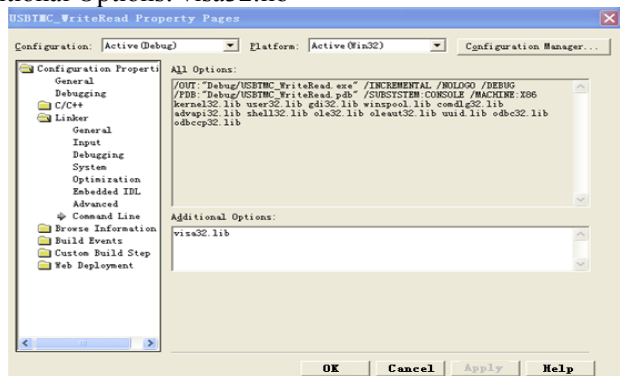 tional Options: visa32.lib
USBTMC_WriteRead Property Pages
Configuration: Active(Debug) Platform: Active(Win32) Configuration Manager...
Configuration Properti
General
Debugging
C/C++
Linker
General
Input
Debugging
System
Optimization
Embedded IDL
Advanced
Command Line
Browse Information
Build Events
Custom Build Step
Web Deployment
All Options:
/OUT:"Debug/USBTMC_WriteRead.exe" /INCREMENTAL /NOLOGO /DEBUG
/PDB:"Debug/USBTMC_WriteRead.pdb" /SUBSYSTEM:CONSOLE /MACHINE:X86
kernel32.lib user32.lib gdi32.lib winspool.lib comdlg32.lib
advapi32.lib shell32.lib ole32.lib oleaut32.lib uuid.lib odbc32.lib
odbccp32.lib
Additional Options:
visa32.lib
OK Cancel Apply Help